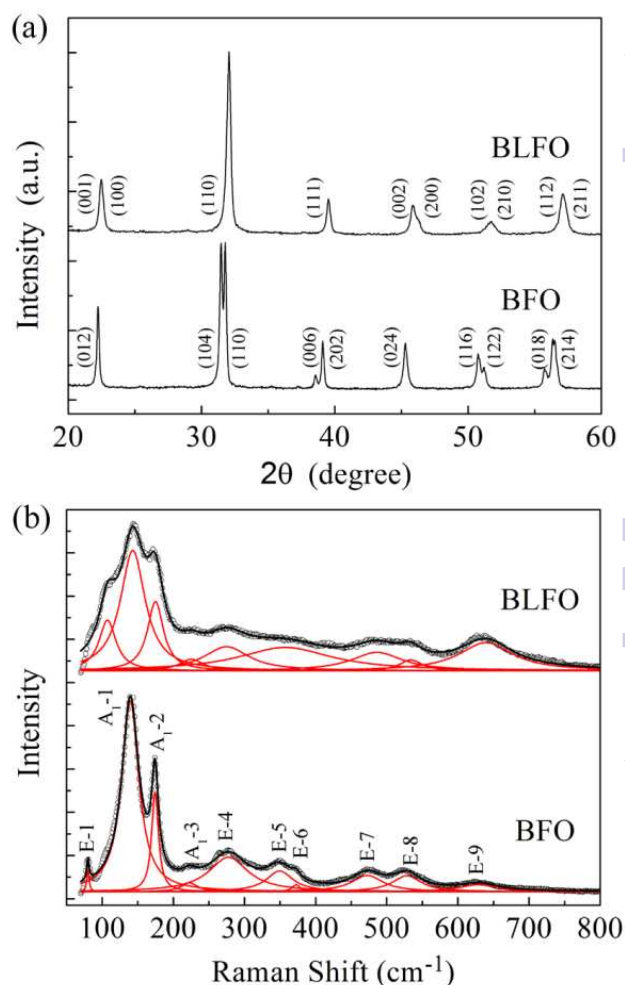 (a)
Intensity (a.u.)
BLFO
(001)
(100)
(110)
(111)
(002)
(200)
(102)
(210)
(112)
(211)
BFO
(012)
(104)
(110)
(006)
(202)
(024)
(116)
(122)
(018)
(214)
20 30 40 50 60
2θ (degree)
(b)
Intensity
BLFO
BFO
E-1
A₁-1
A₁-2
A₁-3
E-4
E-5
E-6
E-7
E-8
E-9
100 200 300 400 500 600 700 800
Raman Shift (cm⁻¹)